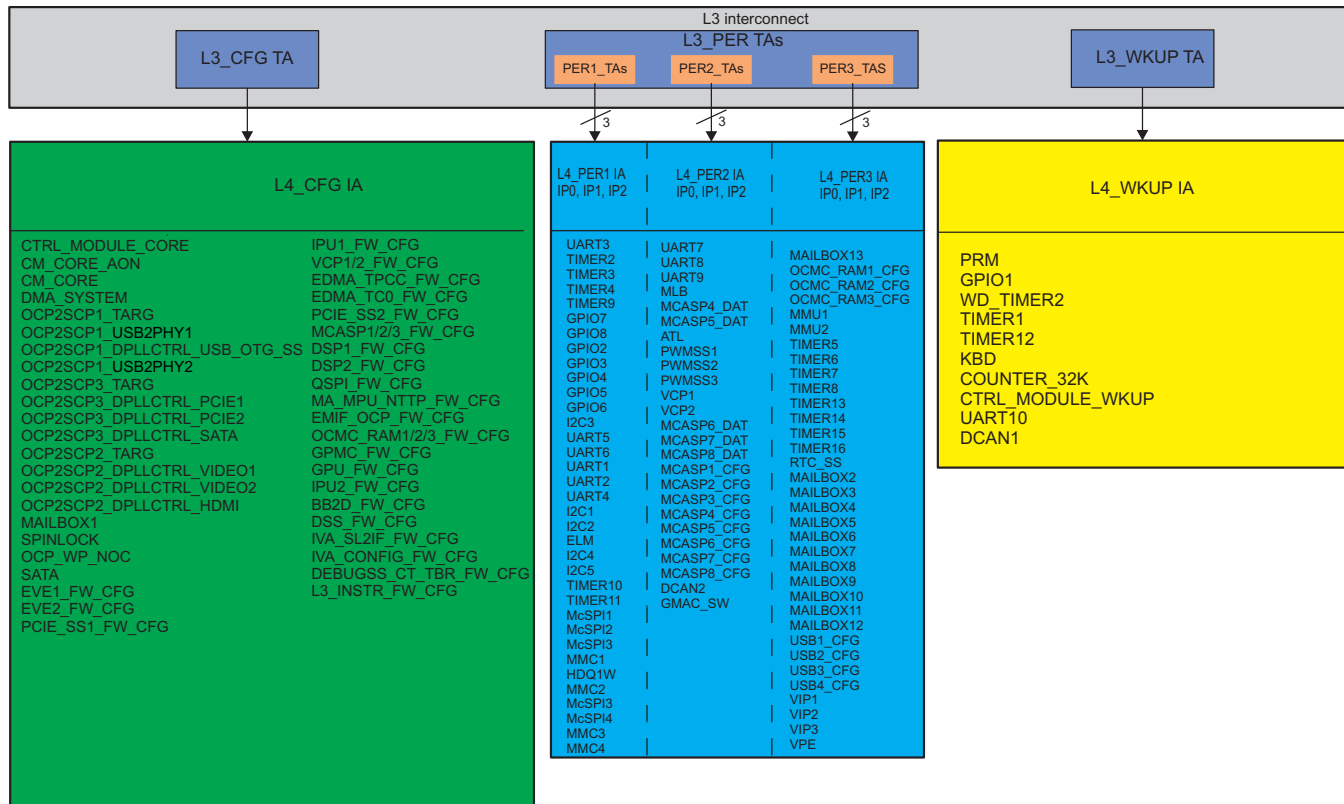 L3 interconnect
L3_CFG TA
L3_PER TAs
PER1_TAs
PER2_TAs
PER3_TAS
L3_WKUP TA
3
3
3
L4_CFG IA
CTRL_MODULE_CORE
CM_CORE_AON
CM_CORE
DMA_SYSTEM
OCP2SCP1_TARG
OCP2SCP1_USB2PHY1
OCP2SCP1_DPLLCTRL_USB_OTG_SS
OCP2SCP1_USB2PHY2
OCP2SCP3_TARG
OCP2SCP3_DPLLCTRL_PCIE1
OCP2SCP3_DPLLCTRL_PCIE2
OCP2SCP3_DPLLCTRL_SATA
OCP2SCP2_TARG
OCP2SCP2_DPLLCTRL_VIDEO1
OCP2SCP2_DPLLCTRL_VIDEO2
OCP2SCP2_DPLLCTRL_HDMI
MAILBOX1
SPINLOCK
OCP_WP_NOC
SATA
EVE1_FW_CFG
EVE2_FW_CFG
PCIE_SS1_FW_CFG
IPU1_FW_CFG
VCP1/2_FW_CFG
EDMA_TPCC_FW_CFG
EDMA_TC0_FW_CFG
PCIE_SS2_FW_CFG
MCASP1/2/3_FW_CFG
DSP1_FW_CFG
DSP2_FW_CFG
QSPI_FW_CFG
MA_MPU_NTTP_FW_CFG
EMIF_OCP_FW_CFG
OCMC_RAM1/2/3_FW_CFG
GPMC_FW_CFG
GPU_FW_CFG
IPU2_FW_CFG
BB2D_FW_CFG
DSS_FW_CFG
IVA_SL2IF_FW_CFG
IVA_CONFIG_FW_CFG
DEBUGSS_CT_TBR_FW_CFG
L3_INSTR_FW_CFG
L4_PER1 IA
IP0, IP1, IP2
UART3
TIMER2
TIMER3
TIMER4
TIMER9
GPIO7
GPIO8
GPIO2
GPIO3
GPIO4
GPIO5
GPIO6
I2C3
UART5
UART6
UART1
UART2
UART4
I2C1
I2C2
ELM
I2C4
I2C5
TIMER10
TIMER11
McSPI1
McSPI2
McSPI3
MMC1
HDQ1W
MMC2
McSPI3
McSPI4
MMC3
MMC4
L4_PER2 IA
IP0, IP1, IP2
UART7
UART8
UART9
MLB
MCASP4_DAT
MCASP5_DAT
ATL
PWMSS1
PWMSS2
PWMSS3
VCP1
VCP2
MCASP6_DAT
MCASP7_DAT
MCASP8_DAT
MCASP1_CFG
MCASP2_CFG
MCASP3_CFG
MCASP4_CFG
MCASP5_CFG
MCASP6_CFG
MCASP7_CFG
MCASP8_CFG
DCAN2
GMAC_SW
L4_PER3 IA
IP0, IP1, IP2
MAILBOX13
OCMC_RAM1_CFG
OCMC_RAM2_CFG
OCMC_RAM3_CFG
MMU1
MMU2
TIMER5
TIMER6
TIMER7
TIMER8
TIMER13
TIMER14
TIMER15
TIMER16
RTC_SS
MAILBOX2
MAILBOX3
MAILBOX4
MAILBOX5
MAILBOX6
MAILBOX7
MAILBOX8
MAILBOX9
MAILBOX10
MAILBOX11
MAILBOX12
USB1_CFG
USB2_CFG
USB3_CFG
USB4_CFG
VIP1
VIP2
VIP3
VPE
L4_WKUP IA
PRM
GPIO1
WD_TIMER2
TIMER1
TIMER12
KBD
COUNTER_32K
CTRL_MODULE_WKUP
UART10
DCAN1